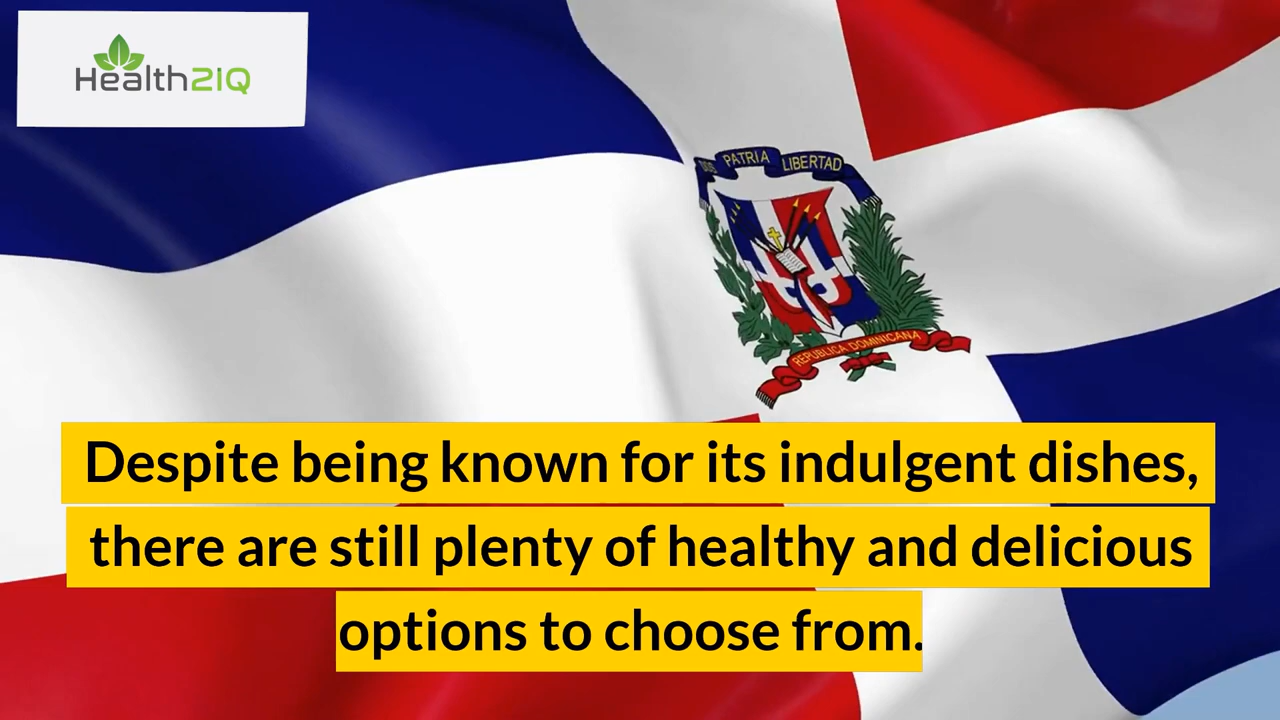 Health2IQ
PATRIA LIBERTAD
REPUBLICA DOMINICANA
Despite being known for its indulgent dishes,
there are still plenty of healthy and delicious
options to choose from.